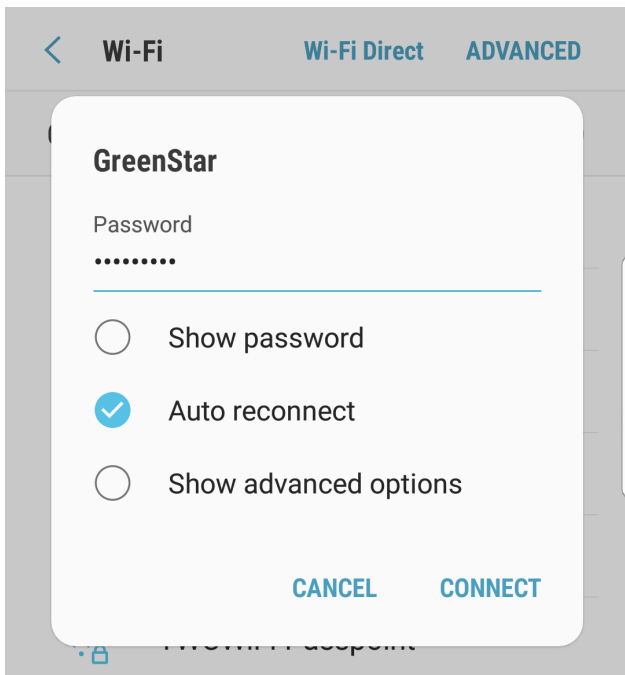 Wi-Fi Wi-Fi Direct ADVANCED
GreenStar
Password
•••••••••
Show password
Auto reconnect
Show advanced options
CANCEL CONNECT